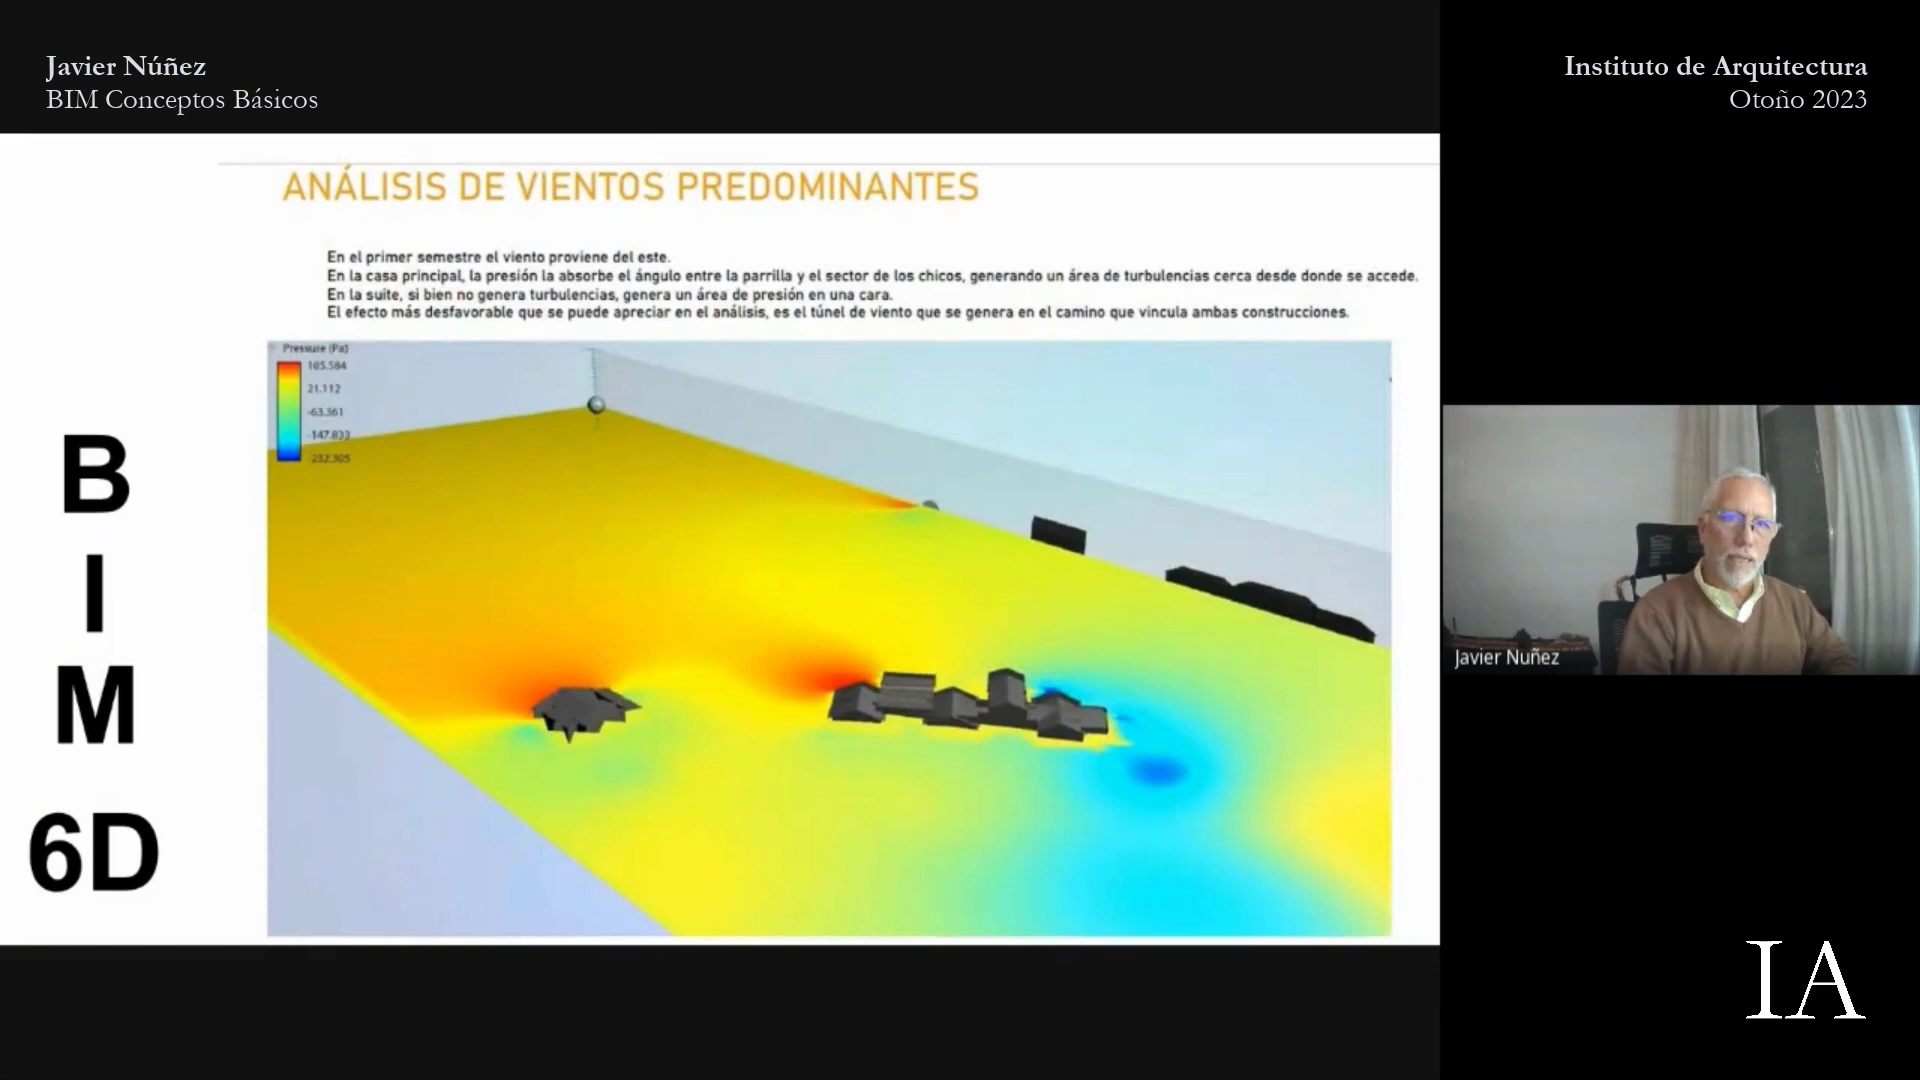 Javier Núñez
BIM Conceptos Básicos
Instituto de Arquitectura
Otoño 2023
ANÁLISIS DE VIENTOS PREDOMINANTES
En el primer semestre el viento proviene del este.
En la casa principal, la presión la absorbe el ángulo entre la parrilla y el sector de los chicos, generando un área de turbulencias cerca desde donde se accede.
En la suite, si bien no genera turbulencias, genera un área de presión en una cara.
El efecto más desfavorable que se puede apreciar en el análisis, es el túnel de viento que se genera en el camino que vincula ambas construcciones.
Pressure (Pa)
105.584
21.112
-63.361
-147.833
232.305
B
I
M
6D
Javier Nuñez
IA